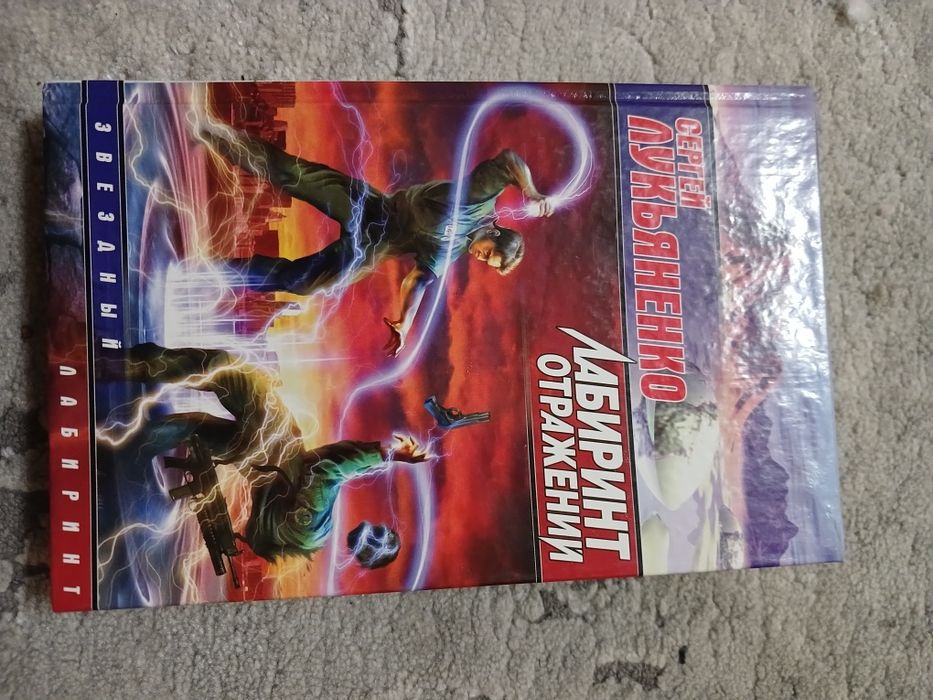 СЕРГЕЙ
ЛУКЬЯНЕНКО
ЛАБИРИНТ
ОТРАЖЕНИЙ
ЗВЕЗДНЫЙ
ЛАБИРИНТ